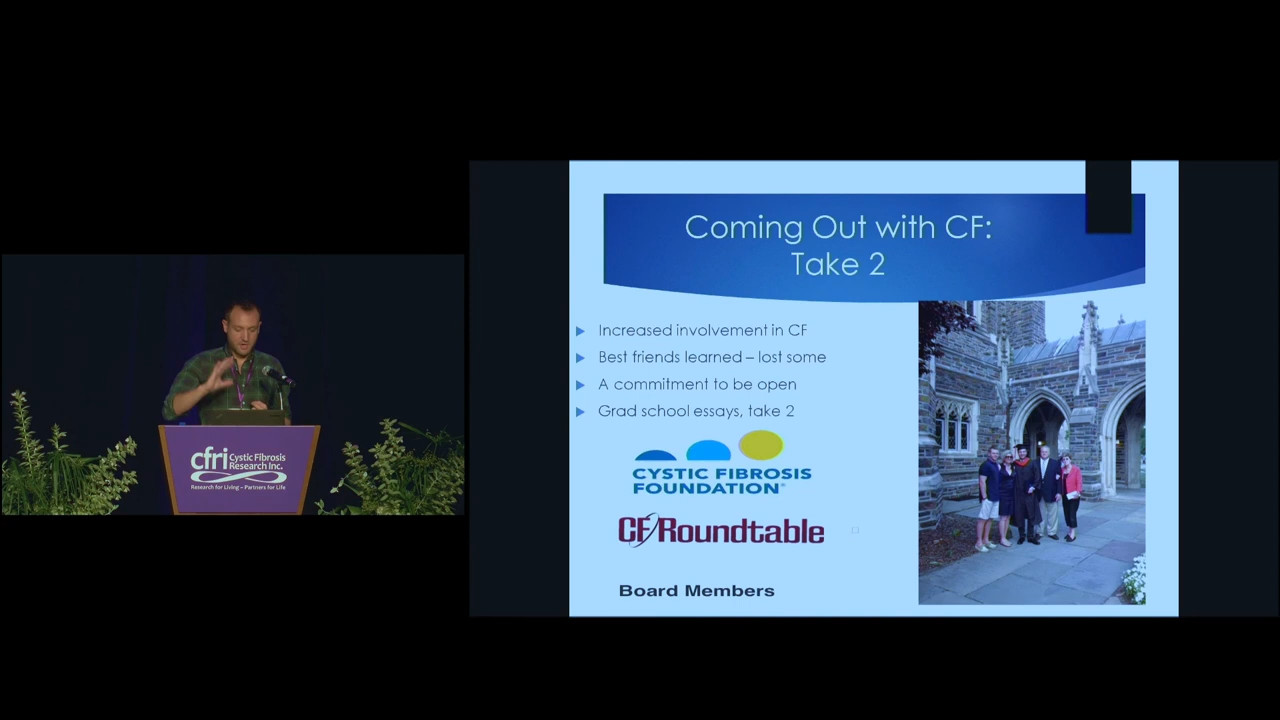 cfri Cystic Fibrosis
Research Inc.
Research for Living ~ Partners for Life
Coming Out with CF:
Take 2
Increased involvement in CF
Best friends learned – lost some
A commitment to be open
Grad school essays, take 2
CYSTIC FIBROSIS
FOUNDATION®
CF Roundtable
Board Members